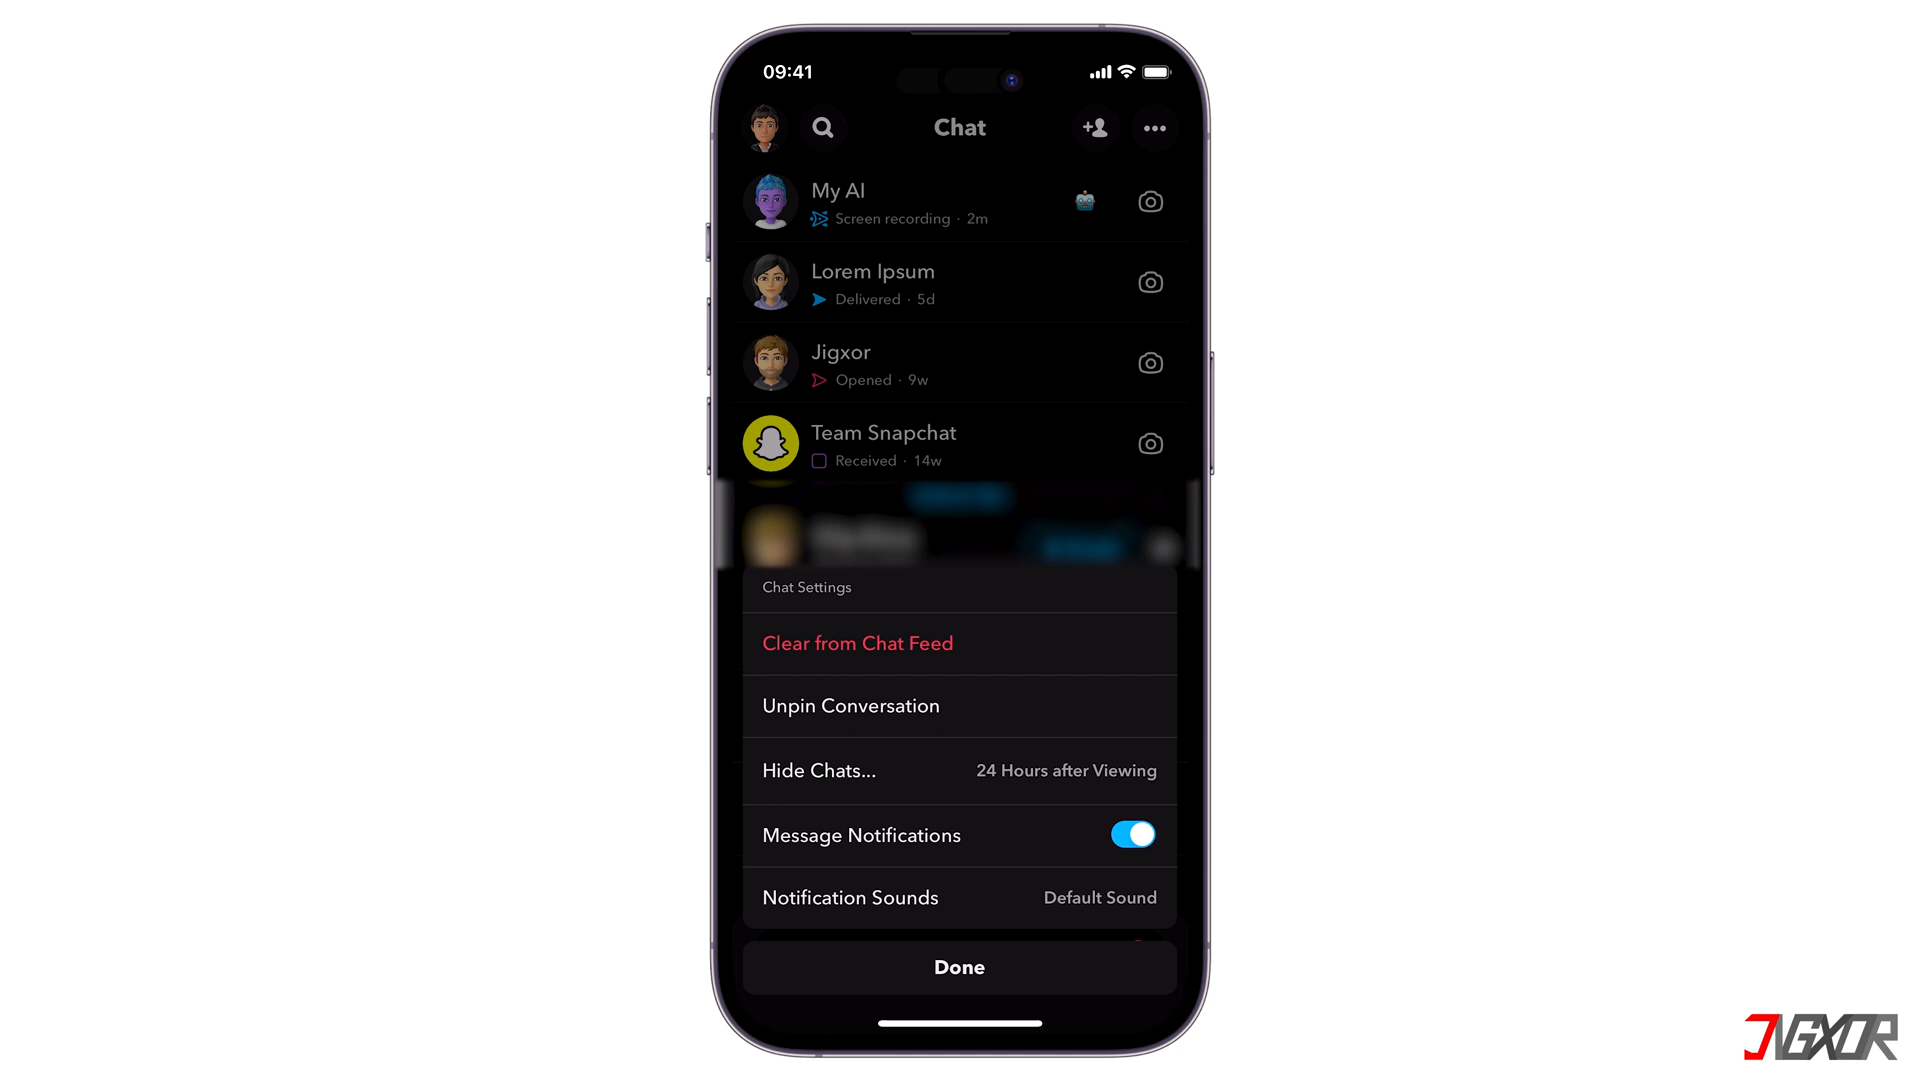 09:41
Chat
My AI
Screen recording · 2m
Lorem Ipsum
Delivered · 5d
Jigxor
Opened · 9w
Team Snapchat
Received · 14w
Chat Settings
Clear from Chat Feed
Unpin Conversation
Hide Chats... 24 Hours after Viewing
Message Notifications
Notification Sounds Default Sound
Done
JIGXOR